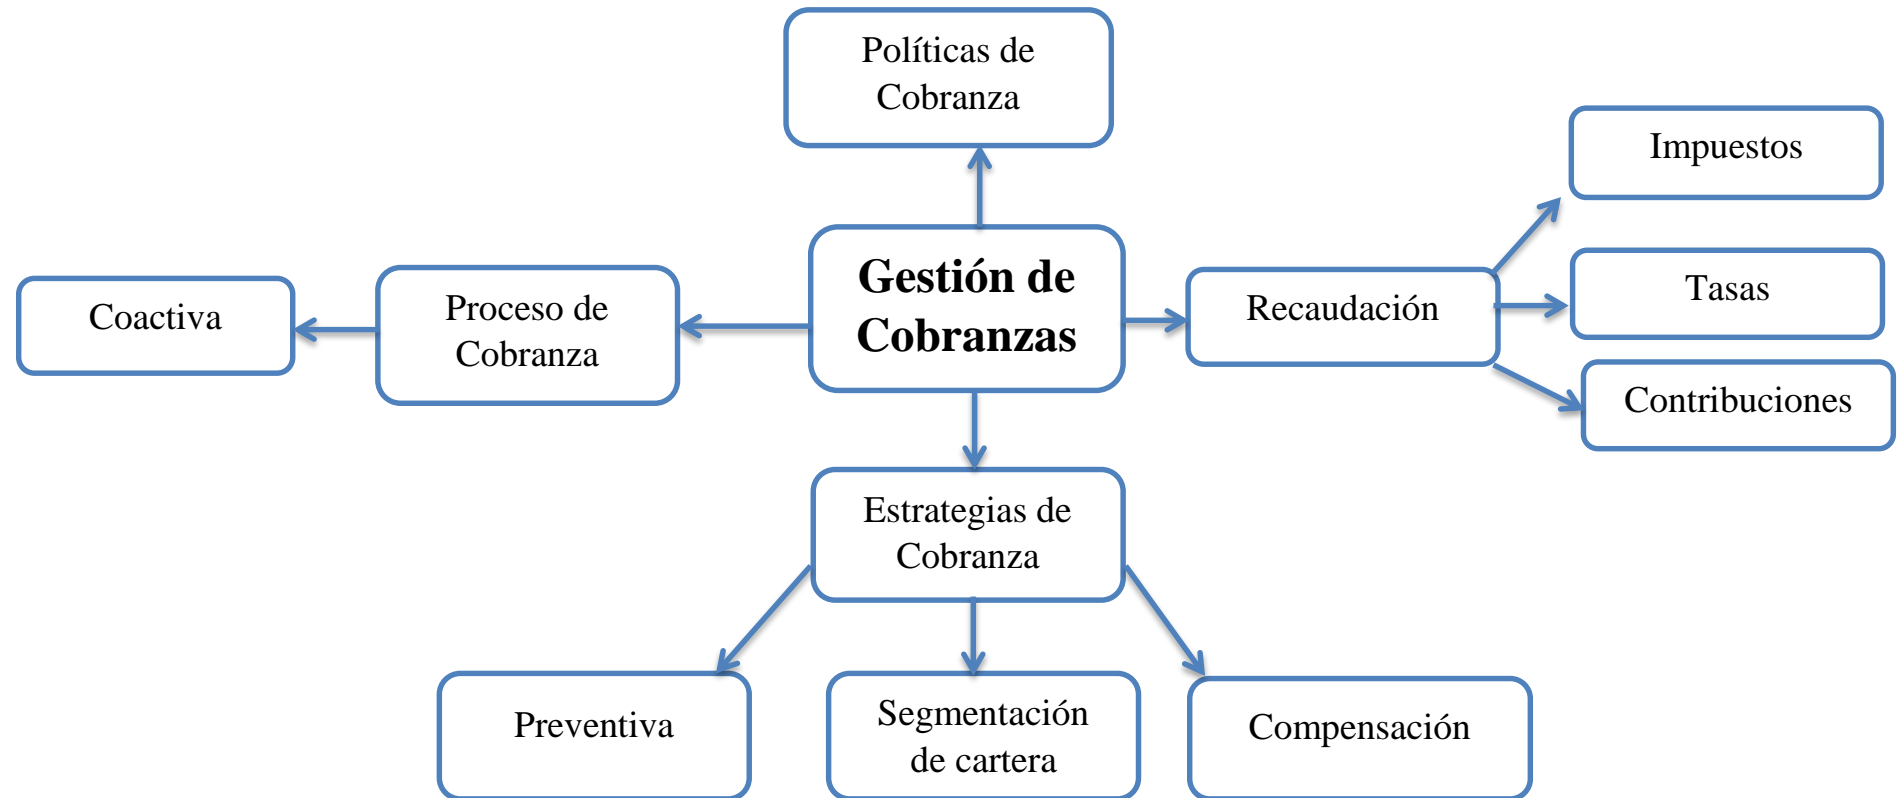 Políticas de
Cobranza
Impuestos
Gestión de
Cobranzas
Coactiva
Proceso de
Cobranza
Recaudación
Tasas
Contribuciones
Estrategias de
Cobranza
Preventiva
Segmentación
de cartera
Compensación